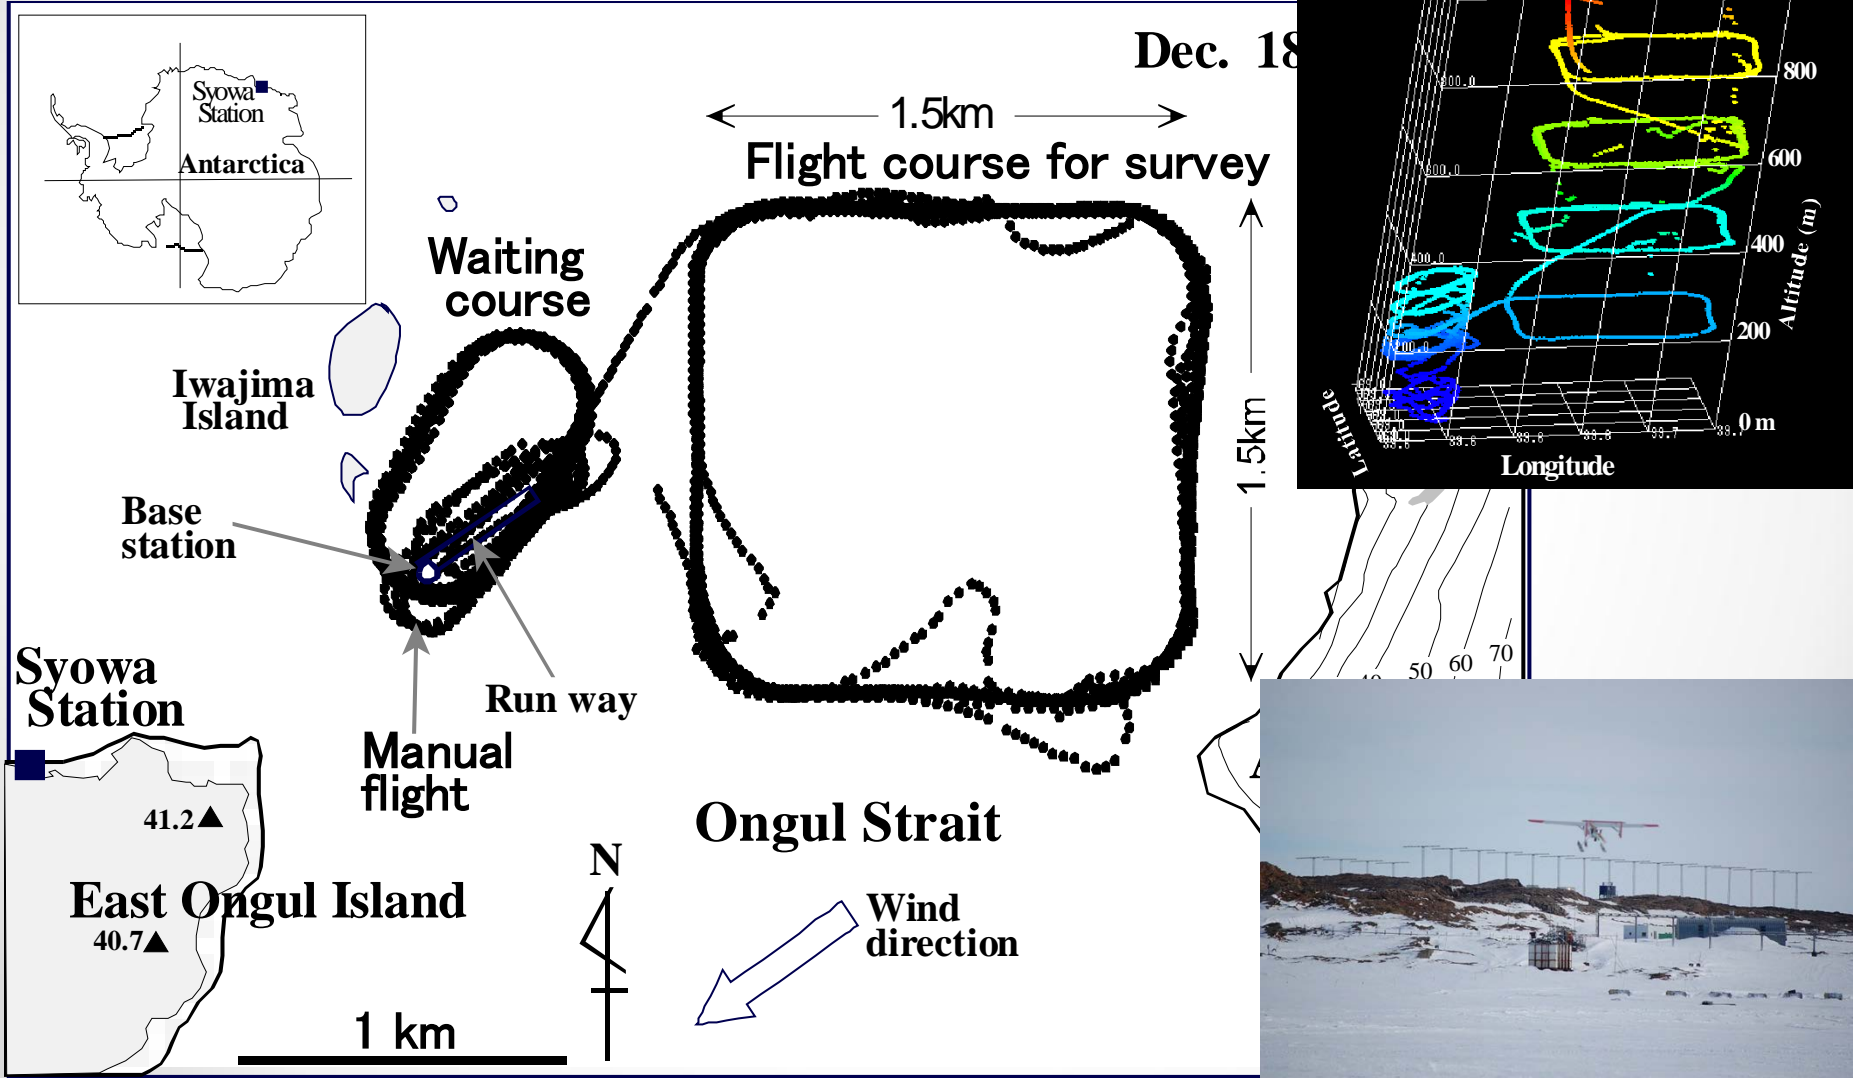 Dec. 18
Syowa
Station
Antarctica
1.5km
Flight course for survey
Waiting
course
Iwajima
Island
Base
station
1.5km
Syowa
Station
Run way
Manual
flight
41.2
East Ongul Island
40.7
Ongul Strait
N
Wind
direction
1 km
50 60 70
800
600
400
200
0 m
Altitude (m)
Latitude
Longitude